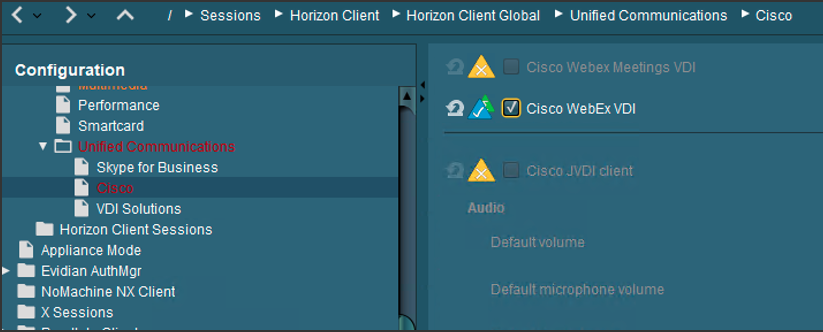 / Sessions Horizon Client Horizon Client Global Unified Communications Cisco
Configuration
Multimedia
Performance
Smartcard
Unified Communications
Skype for Business
Cisco
VDI Solutions
Horizon Client Sessions
Appliance Mode
Evidian AuthMgr
NoMachine NX Client
X Sessions
Cisco Webex Meetings VDI
Cisco WebEx VDI
Cisco JVDI client
Audio
Default volume
Default microphone volume